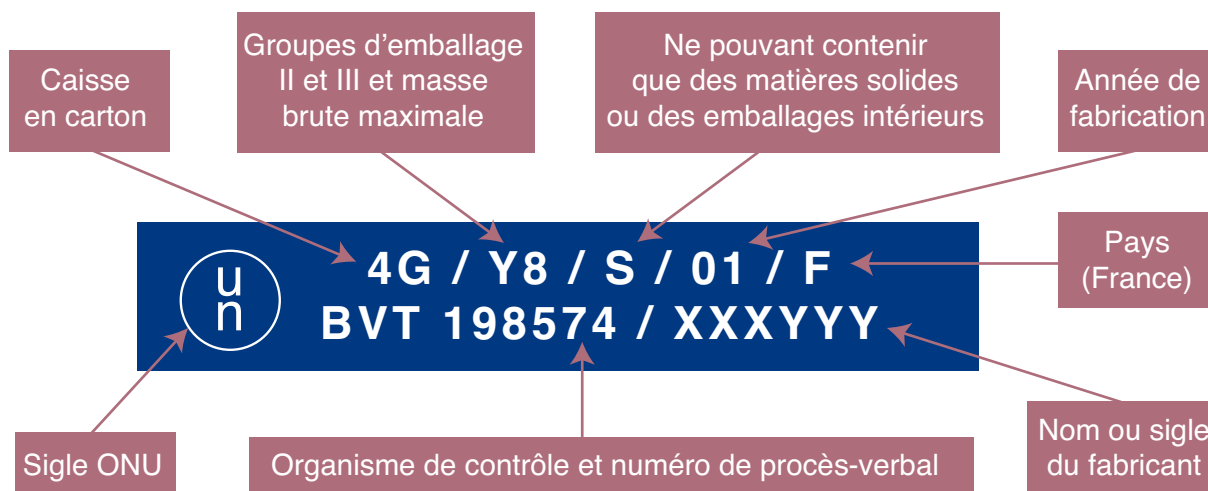 Caisse
en carton
Groupes d’emballage
II et III et masse
brute maximale
Ne pouvant contenir
que des matières solides
ou des emballages intérieurs
Année de
fabrication
Pays
(France)
un
4G / Y8 / S / 01 / F
BVT 198574 / XXXYYY
Sigle ONU
Organisme de contrôle et numéro de procès-verbal
Nom ou sigle
du fabricant